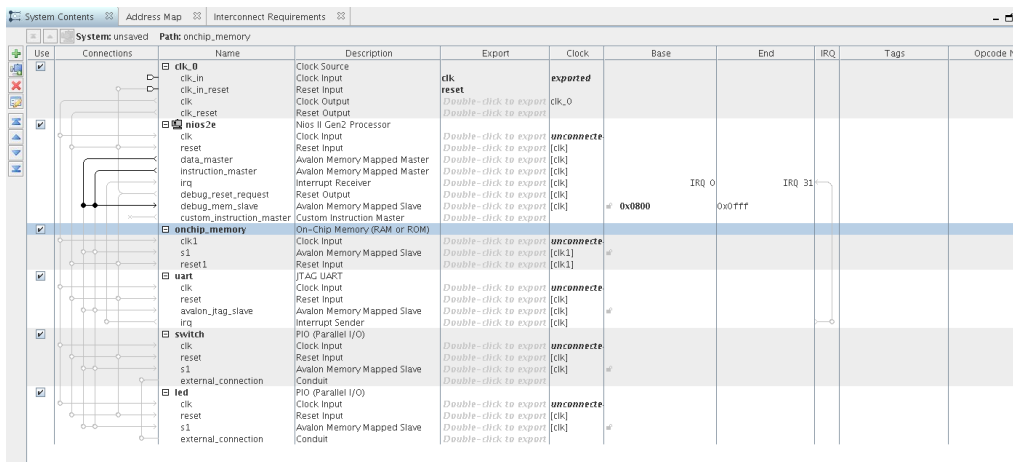 System Contents Address Map Interconnect Requirements
System: unsaved Path: onchip_memory
Use Connections Name Description Export Clock Base End IRQ Tags Opcode N
clk_0 Clock Source
clk_in Clock Input clk exported
clk_in_reset Reset Input reset
clk Clock Output Double-click to export clk_0
clk_reset Reset Output Double-click to export
nios2e Nios II Gen2 Processor
clk Clock Input Double-click to export unconnecte
reset Reset Input Double-click to export [clk]
data_master Avalon Memory Mapped Master Double-click to export [clk]
instruction_master Avalon Memory Mapped Master Double-click to export [clk]
irq Interrupt Receiver Double-click to export [clk] IRQ 0 IRQ 31
debug_reset_request Reset Output Double-click to export [clk]
debug_mem_slave Avalon Memory Mapped Slave Double-click to export [clk] 0x0800 0x0fff
custom_instruction_master Custom Instruction Master Double-click to export
onchip_memory On-Chip Memory (RAM or ROM)
clk1 Clock Input Double-click to export unconnecte
s1 Avalon Memory Mapped Slave Double-click to export [clk1]
reset1 Reset Input Double-click to export [clk1]
uart JTAG UART
clk Clock Input Double-click to export unconnecte
reset Reset Input Double-click to export [clk]
avalon_jtag_slave Avalon Memory Mapped Slave Double-click to export [clk]
irq Interrupt Sender Double-click to export [clk]
switch PIO (Parallel I/O)
clk Clock Input Double-click to export unconnecte
reset Reset Input Double-click to export [clk]
s1 Avalon Memory Mapped Slave Double-click to export [clk]
external_connection Conduit Double-click to export
led PIO (Parallel I/O)
clk Clock Input Double-click to export unconnecte
reset Reset Input Double-click to export [clk]
s1 Avalon Memory Mapped Slave Double-click to export [clk]
external_connection Conduit Double-click to export